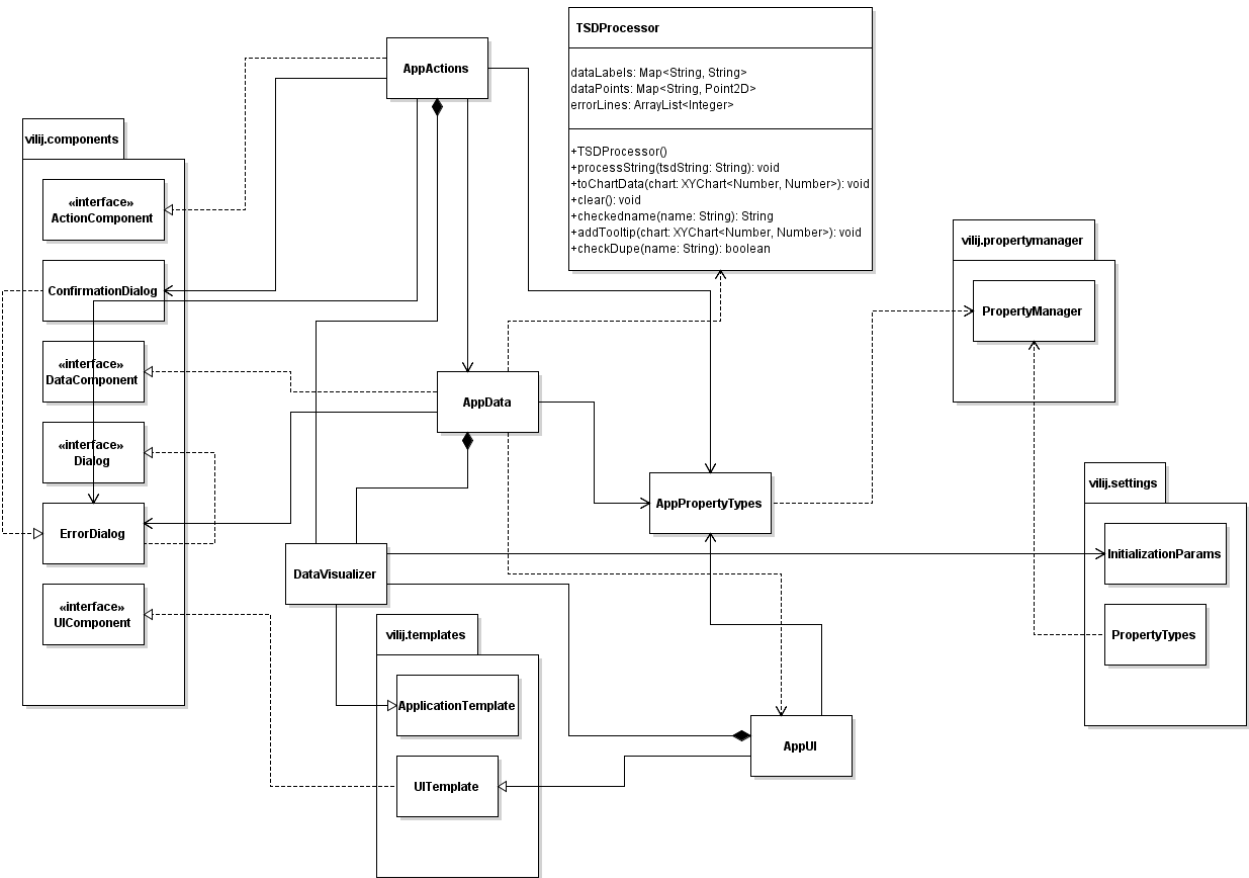 TSDProcessor
dataLabels: Map<String, String>
dataPoints: Map<String, Point2D>
errorLines: ArrayList<Integer>
+TSDProcessor()
+processString(tsdString: String): void
+toChartData(chart: XYChart<Number, Number>): void
+clear(): void
+checkedname(name: String): String
+addTooltip(chart: XYChart<Number, Number>): void
+checkDupe(name: String): boolean
AppActions
vilij.components
«interface»
ActionComponent
ConfirmationDialog
«interface»
DataComponent
«interface»
Dialog
ErrorDialog
«interface»
UIComponent
AppData
vilij.propertymanager
PropertyManager
AppPropertyTypes
vilij.settings
InitializationParams
PropertyTypes
DataVisualizer
vilij.templates
ApplicationTemplate
UITemplate
AppUI